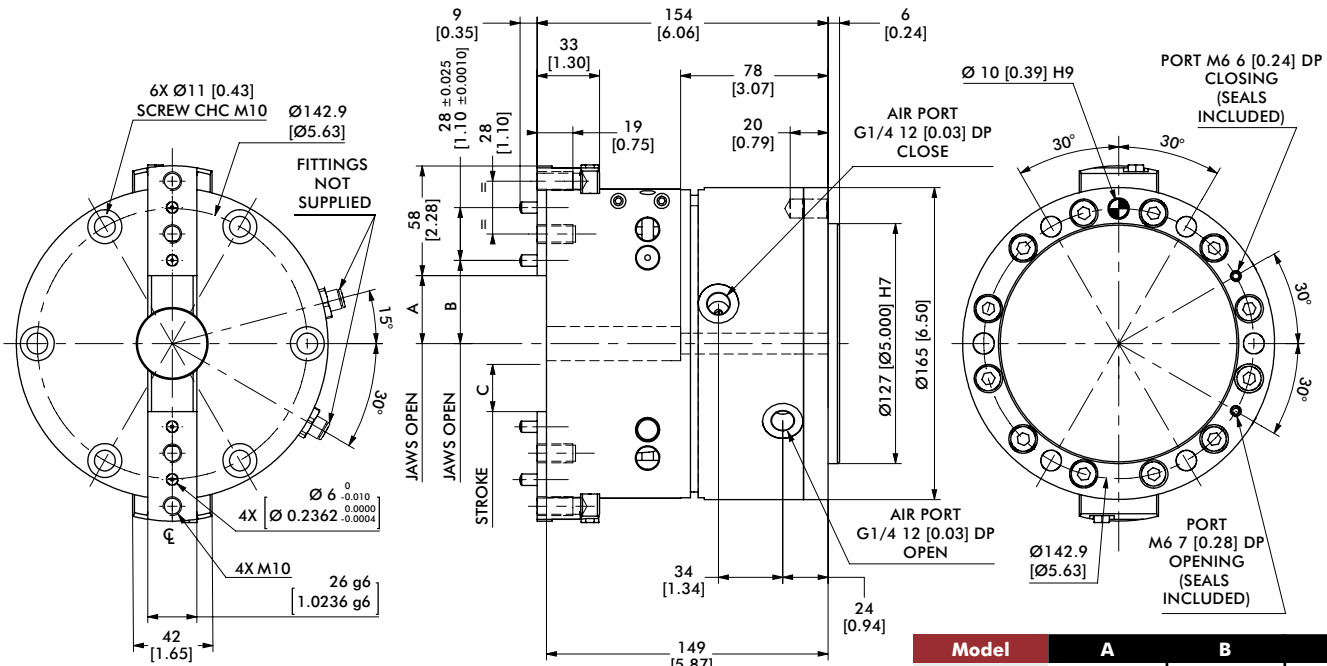 9
[0.35]
154
[6.06]
6
[0.24]
33
[1.30]
78
[3.07]
28 ±0.025
[1.10 ±0.0010]
28
[1.10]
19
[0.75]
20
[0.79]
6X Ø11 [0.43]
SCREW CHC M10
Ø142.9
[Ø5.63]
FITTINGS
NOT
SUPPLIED
AIR PORT
G1/4 12 [0.03] DP
CLOSE
Ø 10 [0.39] H9
PORT M6 6 [0.24] DP
CLOSING
(SEALS
INCLUDED)
30°
30°
58
[2.28]
=
=
A
B
C
JAWS OPEN
JAWS OPEN
STROKE
15°
30°
Ø127 [Ø5.000] H7
Ø165 [6.50]
30°
30°
4X
Ø 6 0 -0.010
[Ø 0.2362 0.0000 -0.0004]
℄
4X M10
26 g6
[1.0236 g6]
42
[1.65]
AIR PORT
G1/4 12 [0.03] DP
OPEN
34
[1.34]
24
[0.94]
149
[5.87]
Ø142.9
[Ø5.63]
PORT
M6 7 [0.28] DP
OPENING
(SEALS
INCLUDED)
Model A B